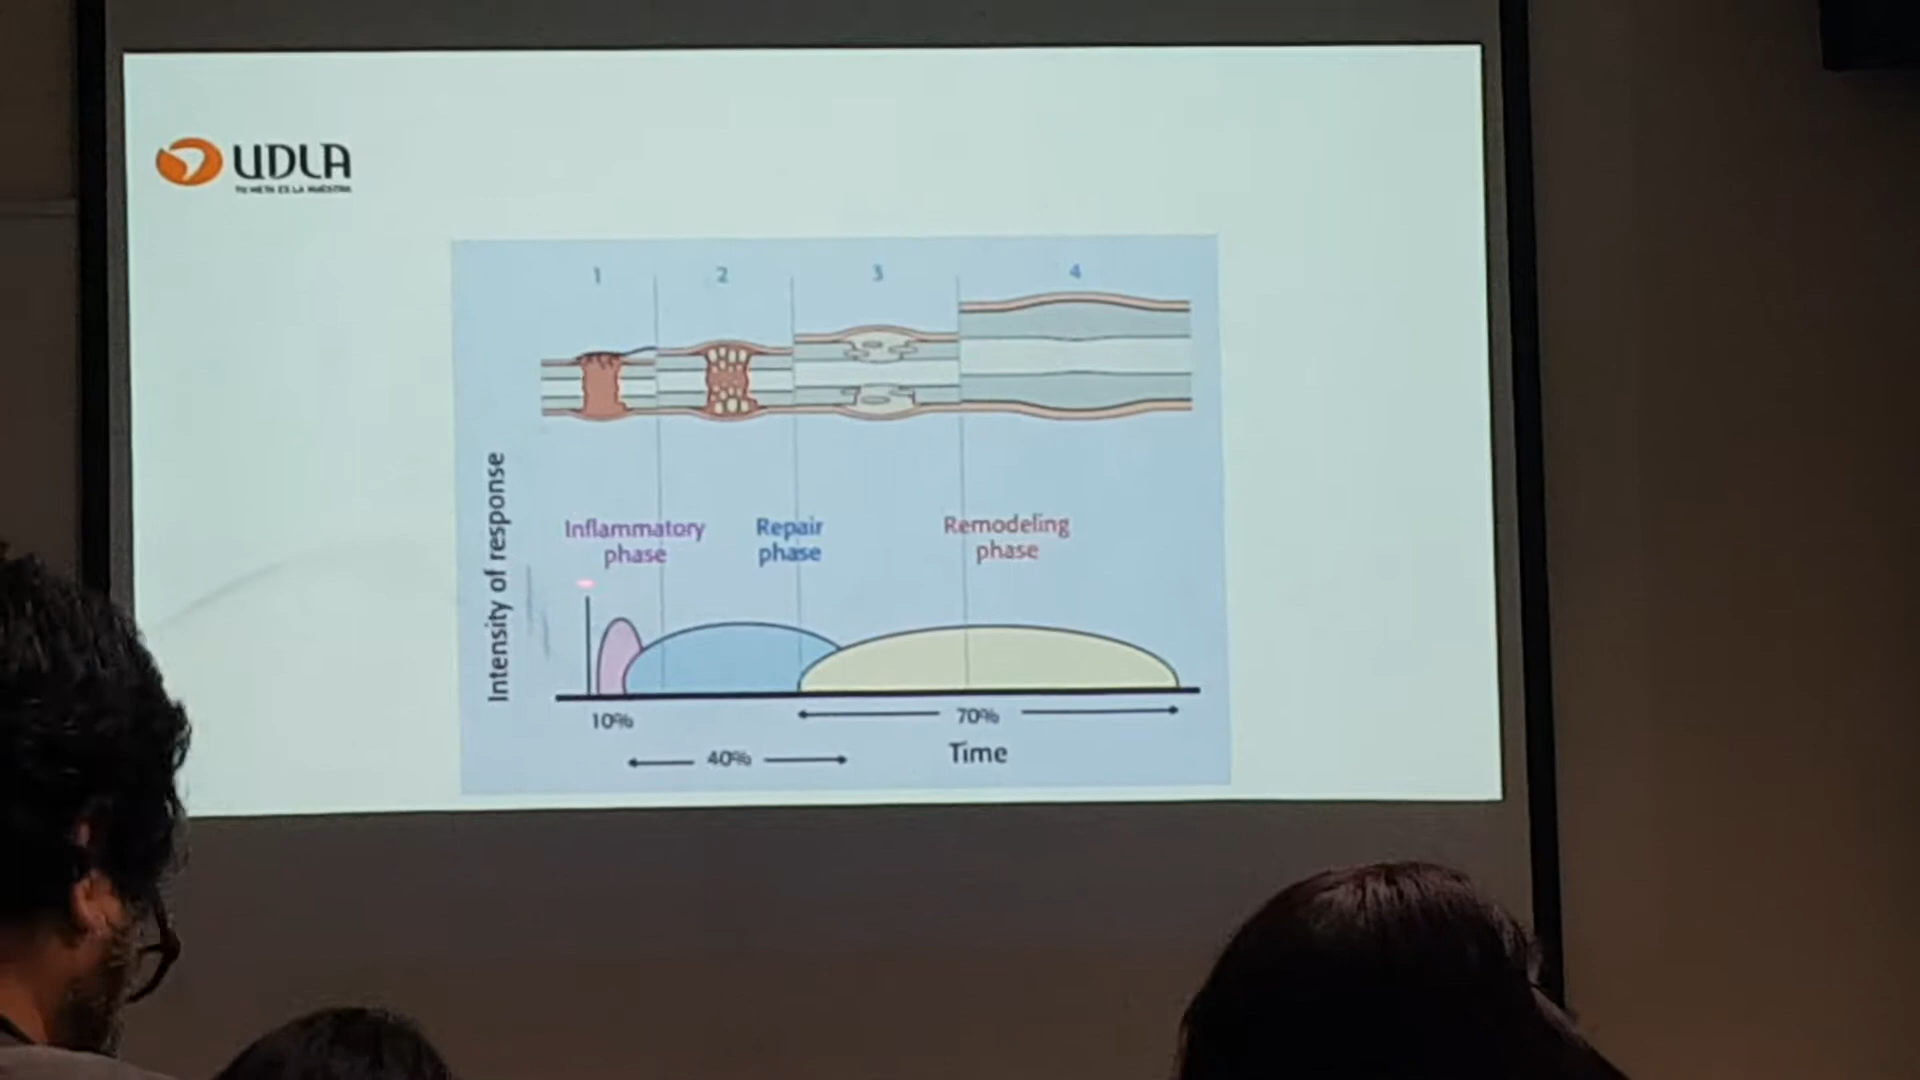 UDLA
TU META ES LA NUESTRA
1 2 3 4
Intensity of response
Inflammatory
phase
Repair
phase
Remodeling
phase
10%
70%
40%
Time